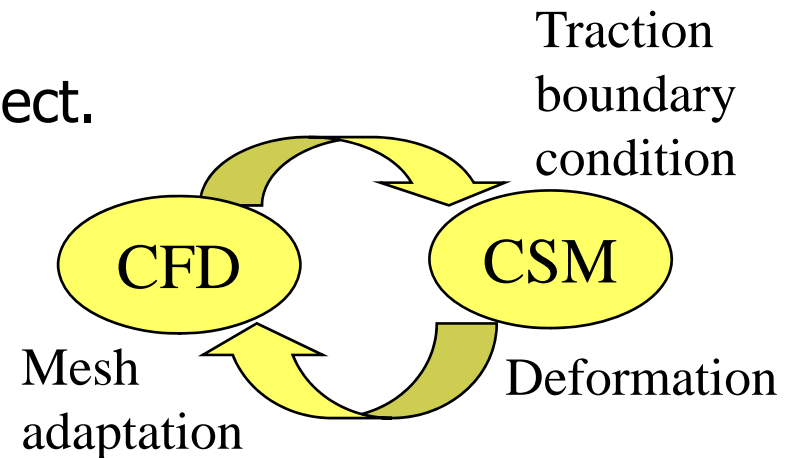 Traction
boundary
condition
ect.
CFD
CSM
Mesh
adaptation
Deformation